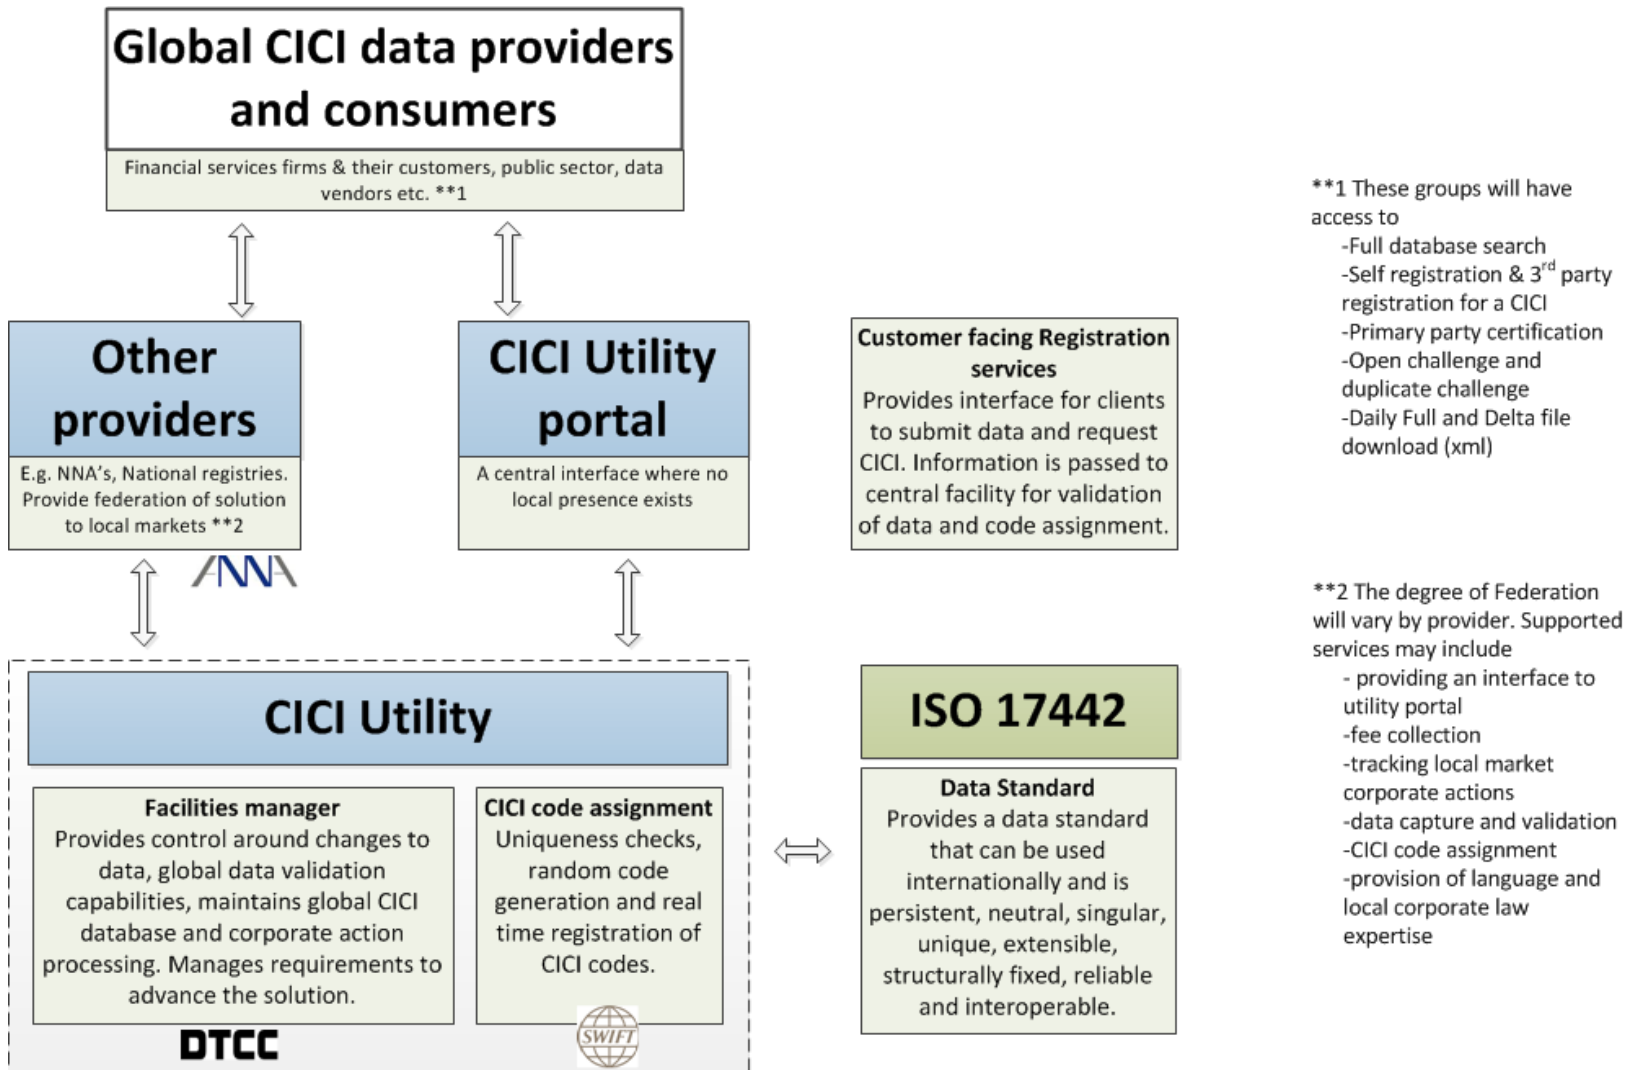 Global CICI data providers
and consumers
Financial services firms & their customers, public sector, data
vendors etc. **1
Other
providers
E.g. NNA's, National registries.
Provide federation of solution
to local markets **2
ANNA
CICI Utility
portal
A central interface where no
local presence exists
Customer facing Registration
services
Provides interface for clients
to submit data and request
CICI. Information is passed to
central facility for validation
of data and code assignment.
CICI Utility
Facilities manager
Provides control around changes to
data, global data validation
capabilities, maintains global CICI
database and corporate action
processing. Manages requirements to
advance the solution.
DTCC
CICI code assignment
Uniqueness checks,
random code
generation and real
time registration of
CICI codes.
SWIFT
ISO 17442
Data Standard
Provides a data standard
that can be used
internationally and is
persistent, neutral, singular,
unique, extensible,
structurally fixed, reliable
and interoperable.
**1 These groups will have
access to
-Full database search
-Self registration & 3rd party
registration for a CICI
-Primary party certification
-Open challenge and
duplicate challenge
-Daily Full and Delta file
download (xml)
**2 The degree of Federation
will vary by provider. Supported
services may include
- providing an interface to
utility portal
-fee collection
-tracking local market
corporate actions
-data capture and validation
-CICI code assignment
-provision of language and
local corporate law
expertise